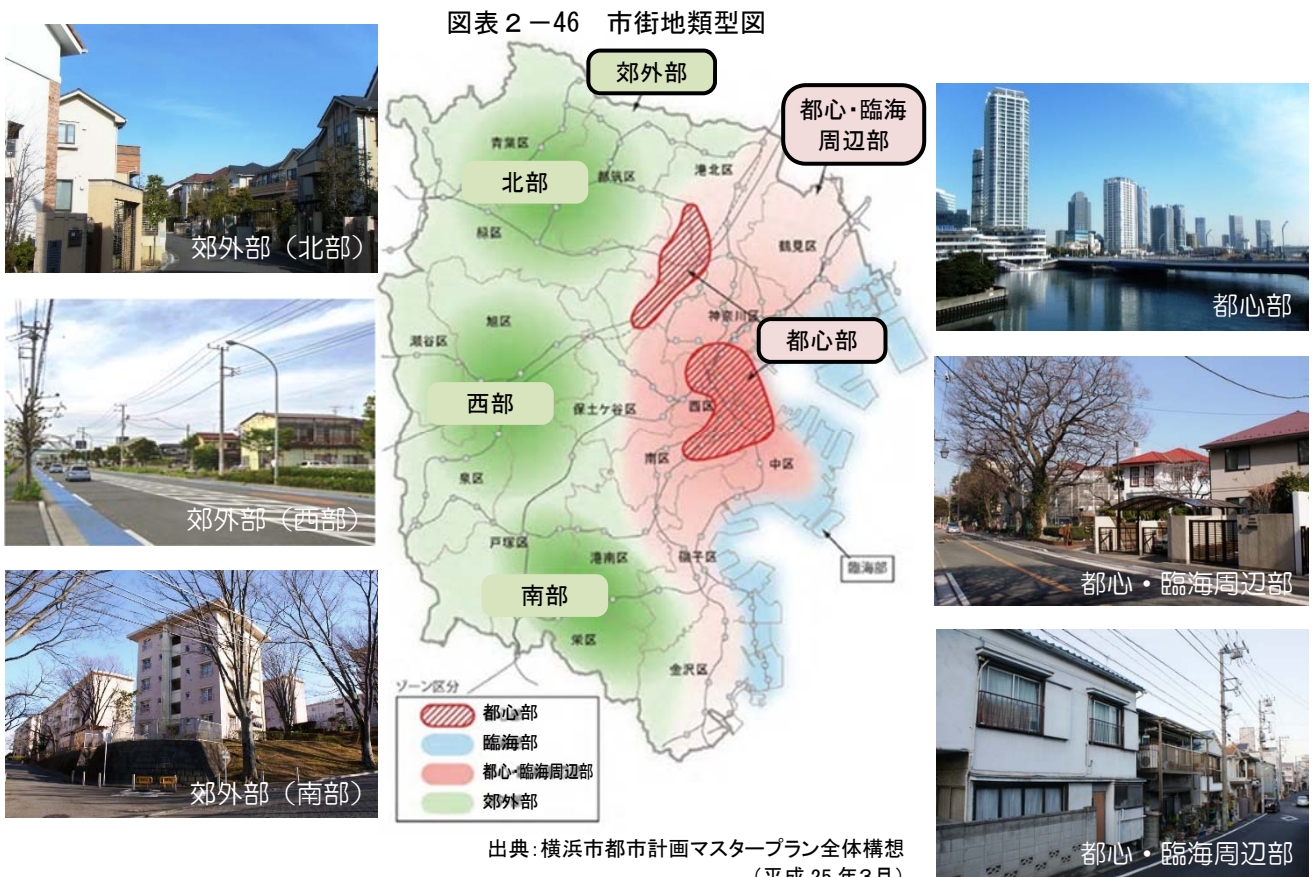 図表2-46 市街地類型図
郊外部
都心・臨海
周辺部
青葉区
都筑区
港北区
北部
緑区
鶴見区
郊外部（北部）
都心部
神奈川区
都心部
旭区
瀬谷区
西部
保土ケ谷区
西区
南区
中区
泉区
郊外部（西部）
都心・臨海周辺部
戸塚区
港南区
磯子区
臨海部
南部
栄区
金沢区
郊外部（南部）
ソーン区分
都心部
臨海部
都心・臨海周辺部
郊外部
都心・臨海周辺部
出典：横浜市都市計画マスタープラン全体構想
（平成25年3月）